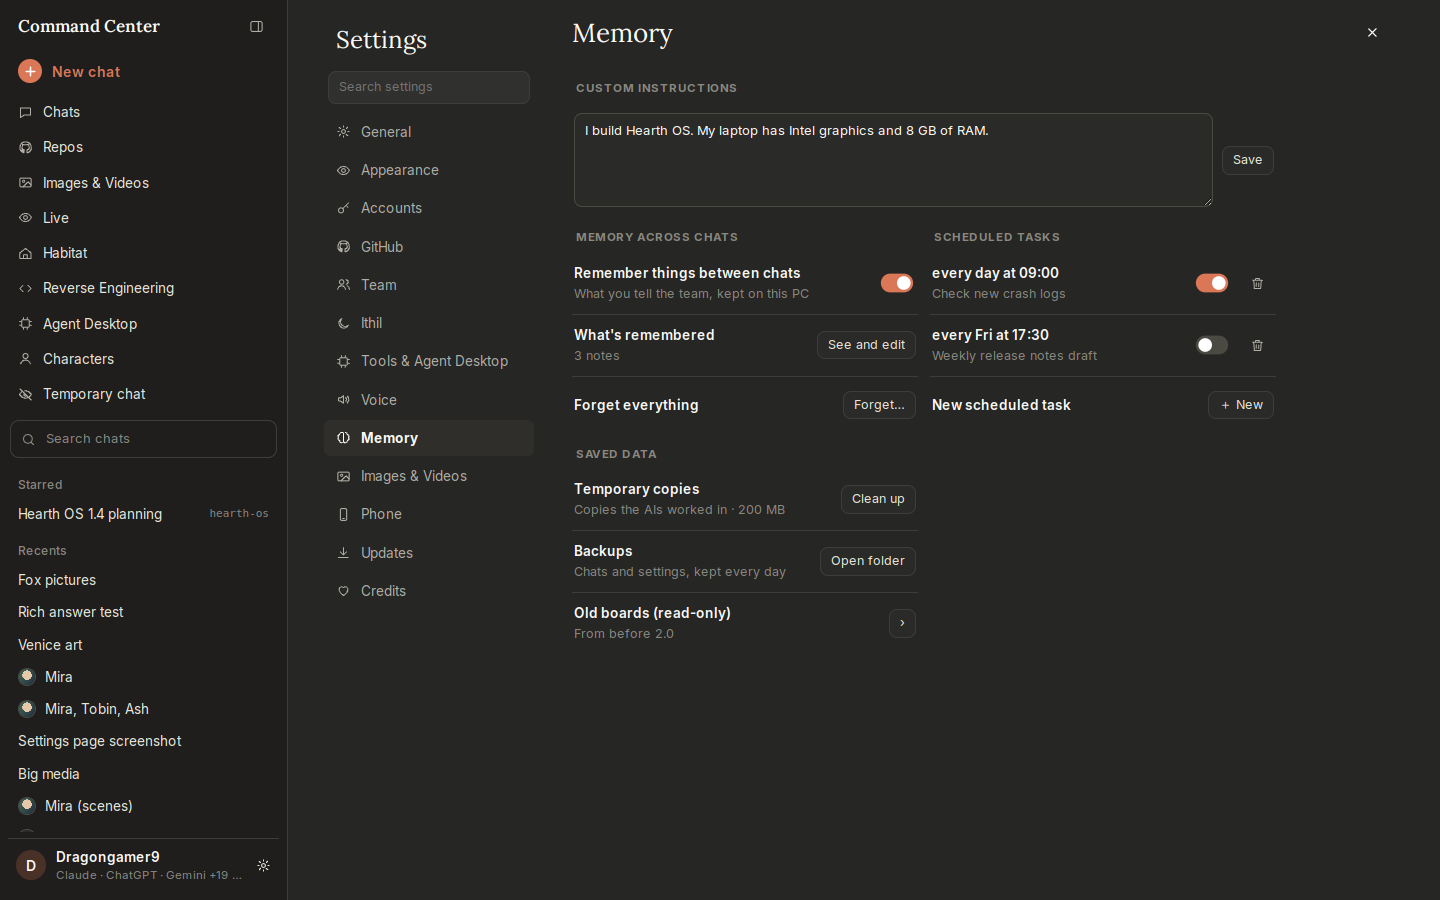 Command Center
New chat
Chats
Repos
Images & Videos
Live
Habitat
Reverse Engineering
Agent Desktop
Characters
Temporary chat
Search chats
Starred
Hearth OS 1.4 planning hearth-os
Recents
Fox pictures
Rich answer test
Venice art
Mira
Mira, Tobin, Ash
Settings page screenshot
Big media
Mira (scenes)
D
Dragongamer9
Claude · ChatGPT · Gemini +19 ...
Settings
Search settings
General
Appearance
Accounts
GitHub
Team
Ithil
Tools & Agent Desktop
Voice
Memory
Images & Videos
Phone
Updates
Credits
Memory
CUSTOM INSTRUCTIONS
I build Hearth OS. My laptop has Intel graphics and 8 GB of RAM.
Save
MEMORY ACROSS CHATS
Remember things between chats
What you tell the team, kept on this PC
What's remembered
3 notes
See and edit
Forget everything
Forget...
SAVED DATA
Temporary copies
Copies the AIs worked in · 200 MB
Clean up
Backups
Chats and settings, kept every day
Open folder
Old boards (read-only)
From before 2.0
SCHEDULED TASKS
every day at 09:00
Check new crash logs
every Fri at 17:30
Weekly release notes draft
New scheduled task
+ New